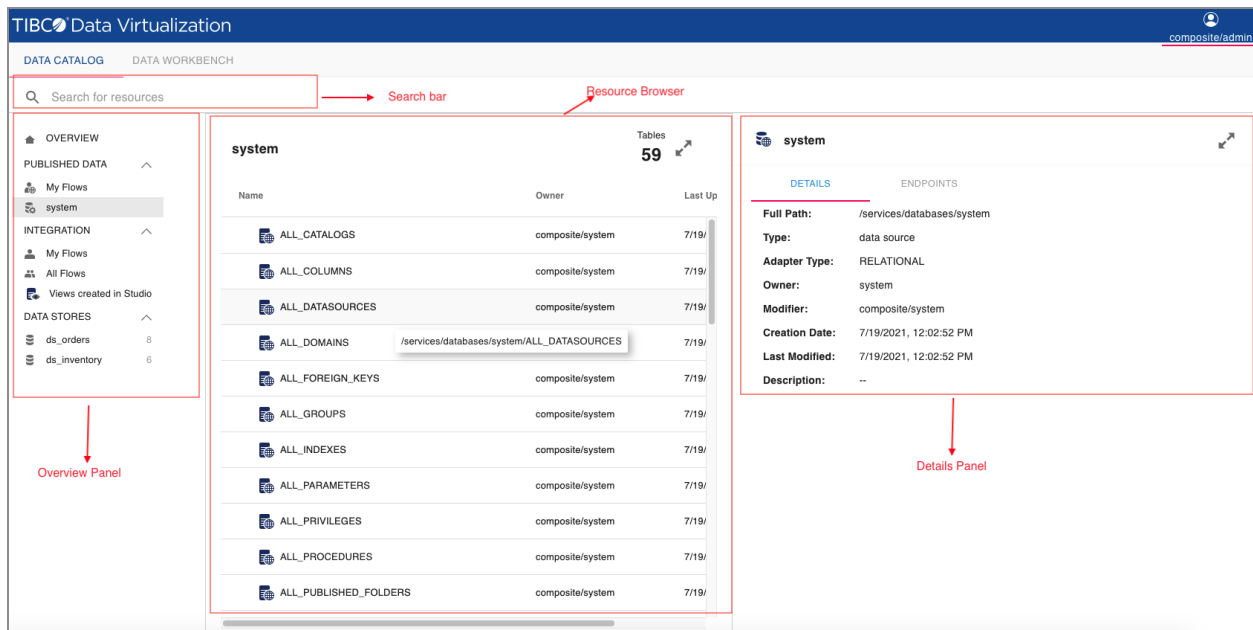 TIBCO Data Virtualization
composite/admin
DATA CATALOG DATA WORKBENCH
Search for resources
Search bar
Resource Browser
OVERVIEW
PUBLISHED DATA
My Flows
system
INTEGRATION
My Flows
All Flows
Views created in Studio
DATA STORES
ds_orders 8
ds_inventory 6
Overview Panel
system
Tables
59
Name Owner Last Up
ALL_CATALOGS composite/system 7/19/
ALL_COLUMNS composite/system 7/19/
ALL_DATASOURCES composite/system 7/19/
ALL_DOMAINS 7/19/
/services/databases/system/ALL_DATASOURCES
ALL_FOREIGN_KEYS composite/system 7/19/
ALL_GROUPS composite/system 7/19/
ALL_INDEXES composite/system 7/19/
ALL_PARAMETERS composite/system 7/19/
ALL_PRIVILEGES composite/system 7/19/
ALL_PROCEDURES composite/system 7/19/
ALL_PUBLISHED_FOLDERS composite/system 7/19/
system
DETAILS ENDPOINTS
Full Path: /services/databases/system
Type: data source
Adapter Type: RELATIONAL
Owner: system
Modifier: composite/system
Creation Date: 7/19/2021, 12:02:52 PM
Last Modified: 7/19/2021, 12:02:52 PM
Description: --
Details Panel